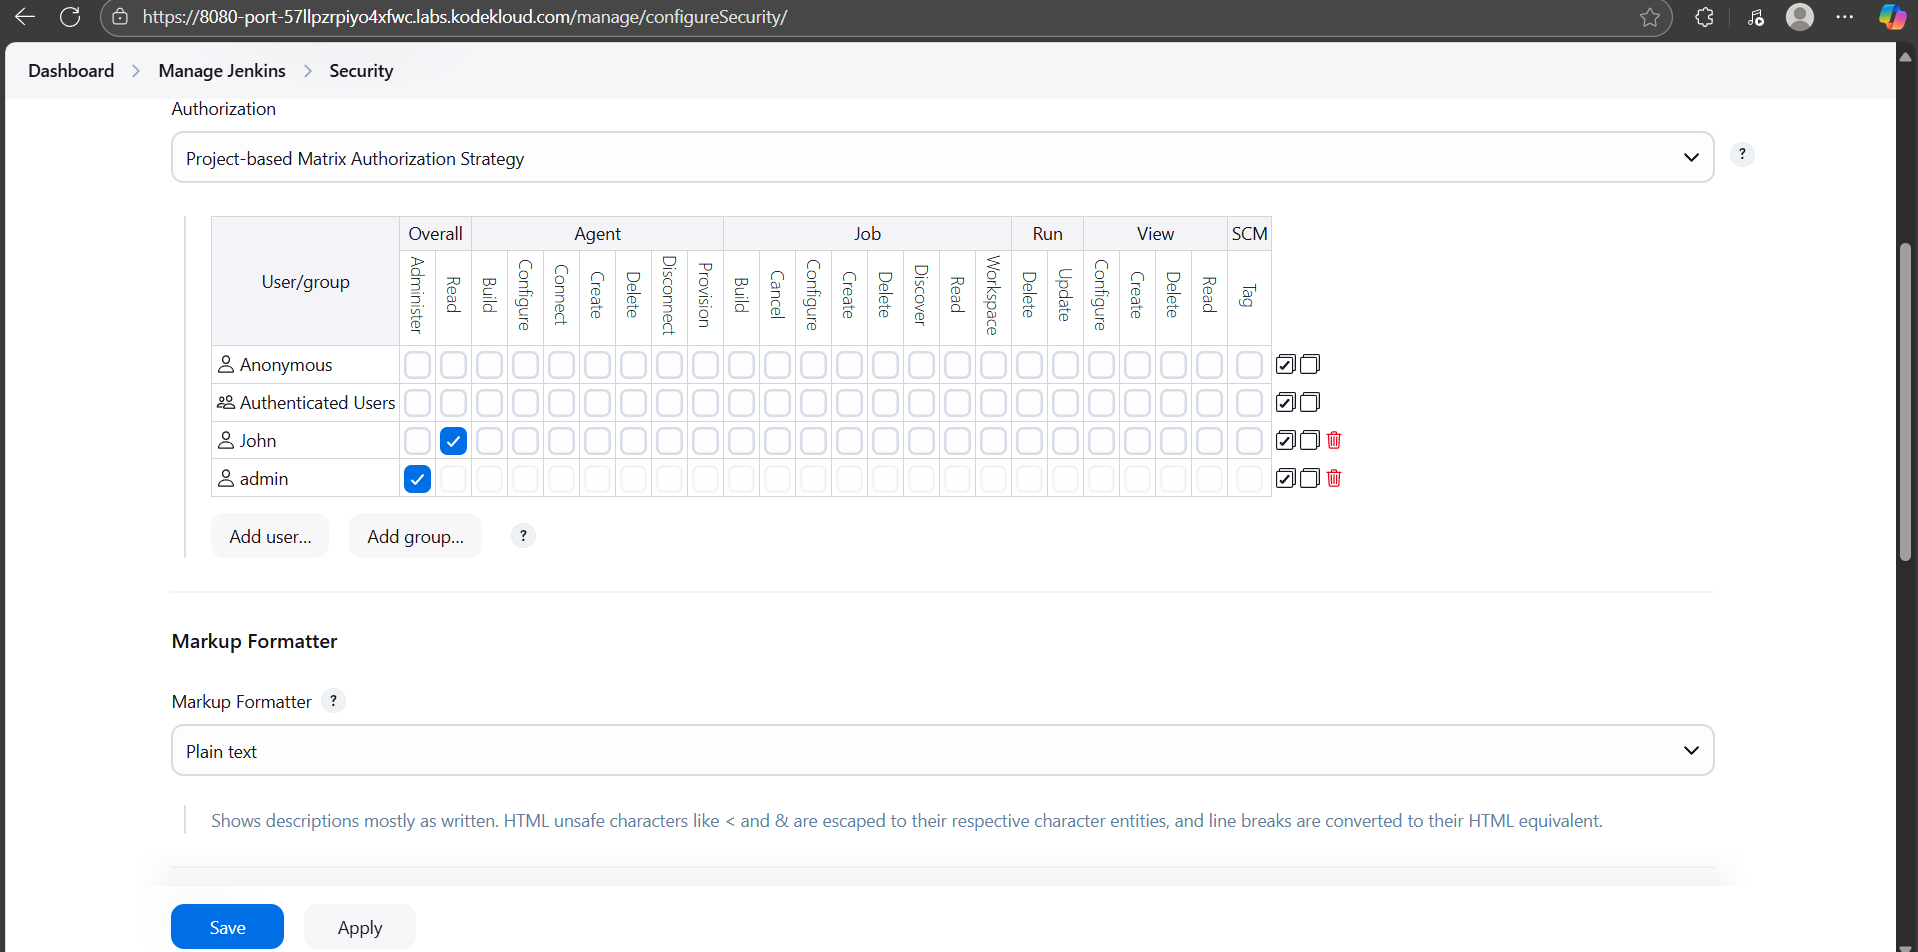 https://8080-port-57llpzrpiyo4xfwc.labs.kodekloud.com/manage/configureSecurity/
Dashboard > Manage Jenkins > Security
Authorization
Project-based Matrix Authorization Strategy
?
User/group Overall Agent Job Run View SCM
Administer Read Build Configure Connect Create Delete Disconnect Provision Build Cancel Configure Create Delete Discover Read Workspace Delete Update Configure Create Delete Read Tag
Anonymous
Authenticated Users
John
admin
Add user... Add group... ?
Markup Formatter
Markup Formatter ?
Plain text
Shows descriptions mostly as written. HTML unsafe characters like < and & are escaped to their respective character entities, and line breaks are converted to their HTML equivalent.
Save Apply